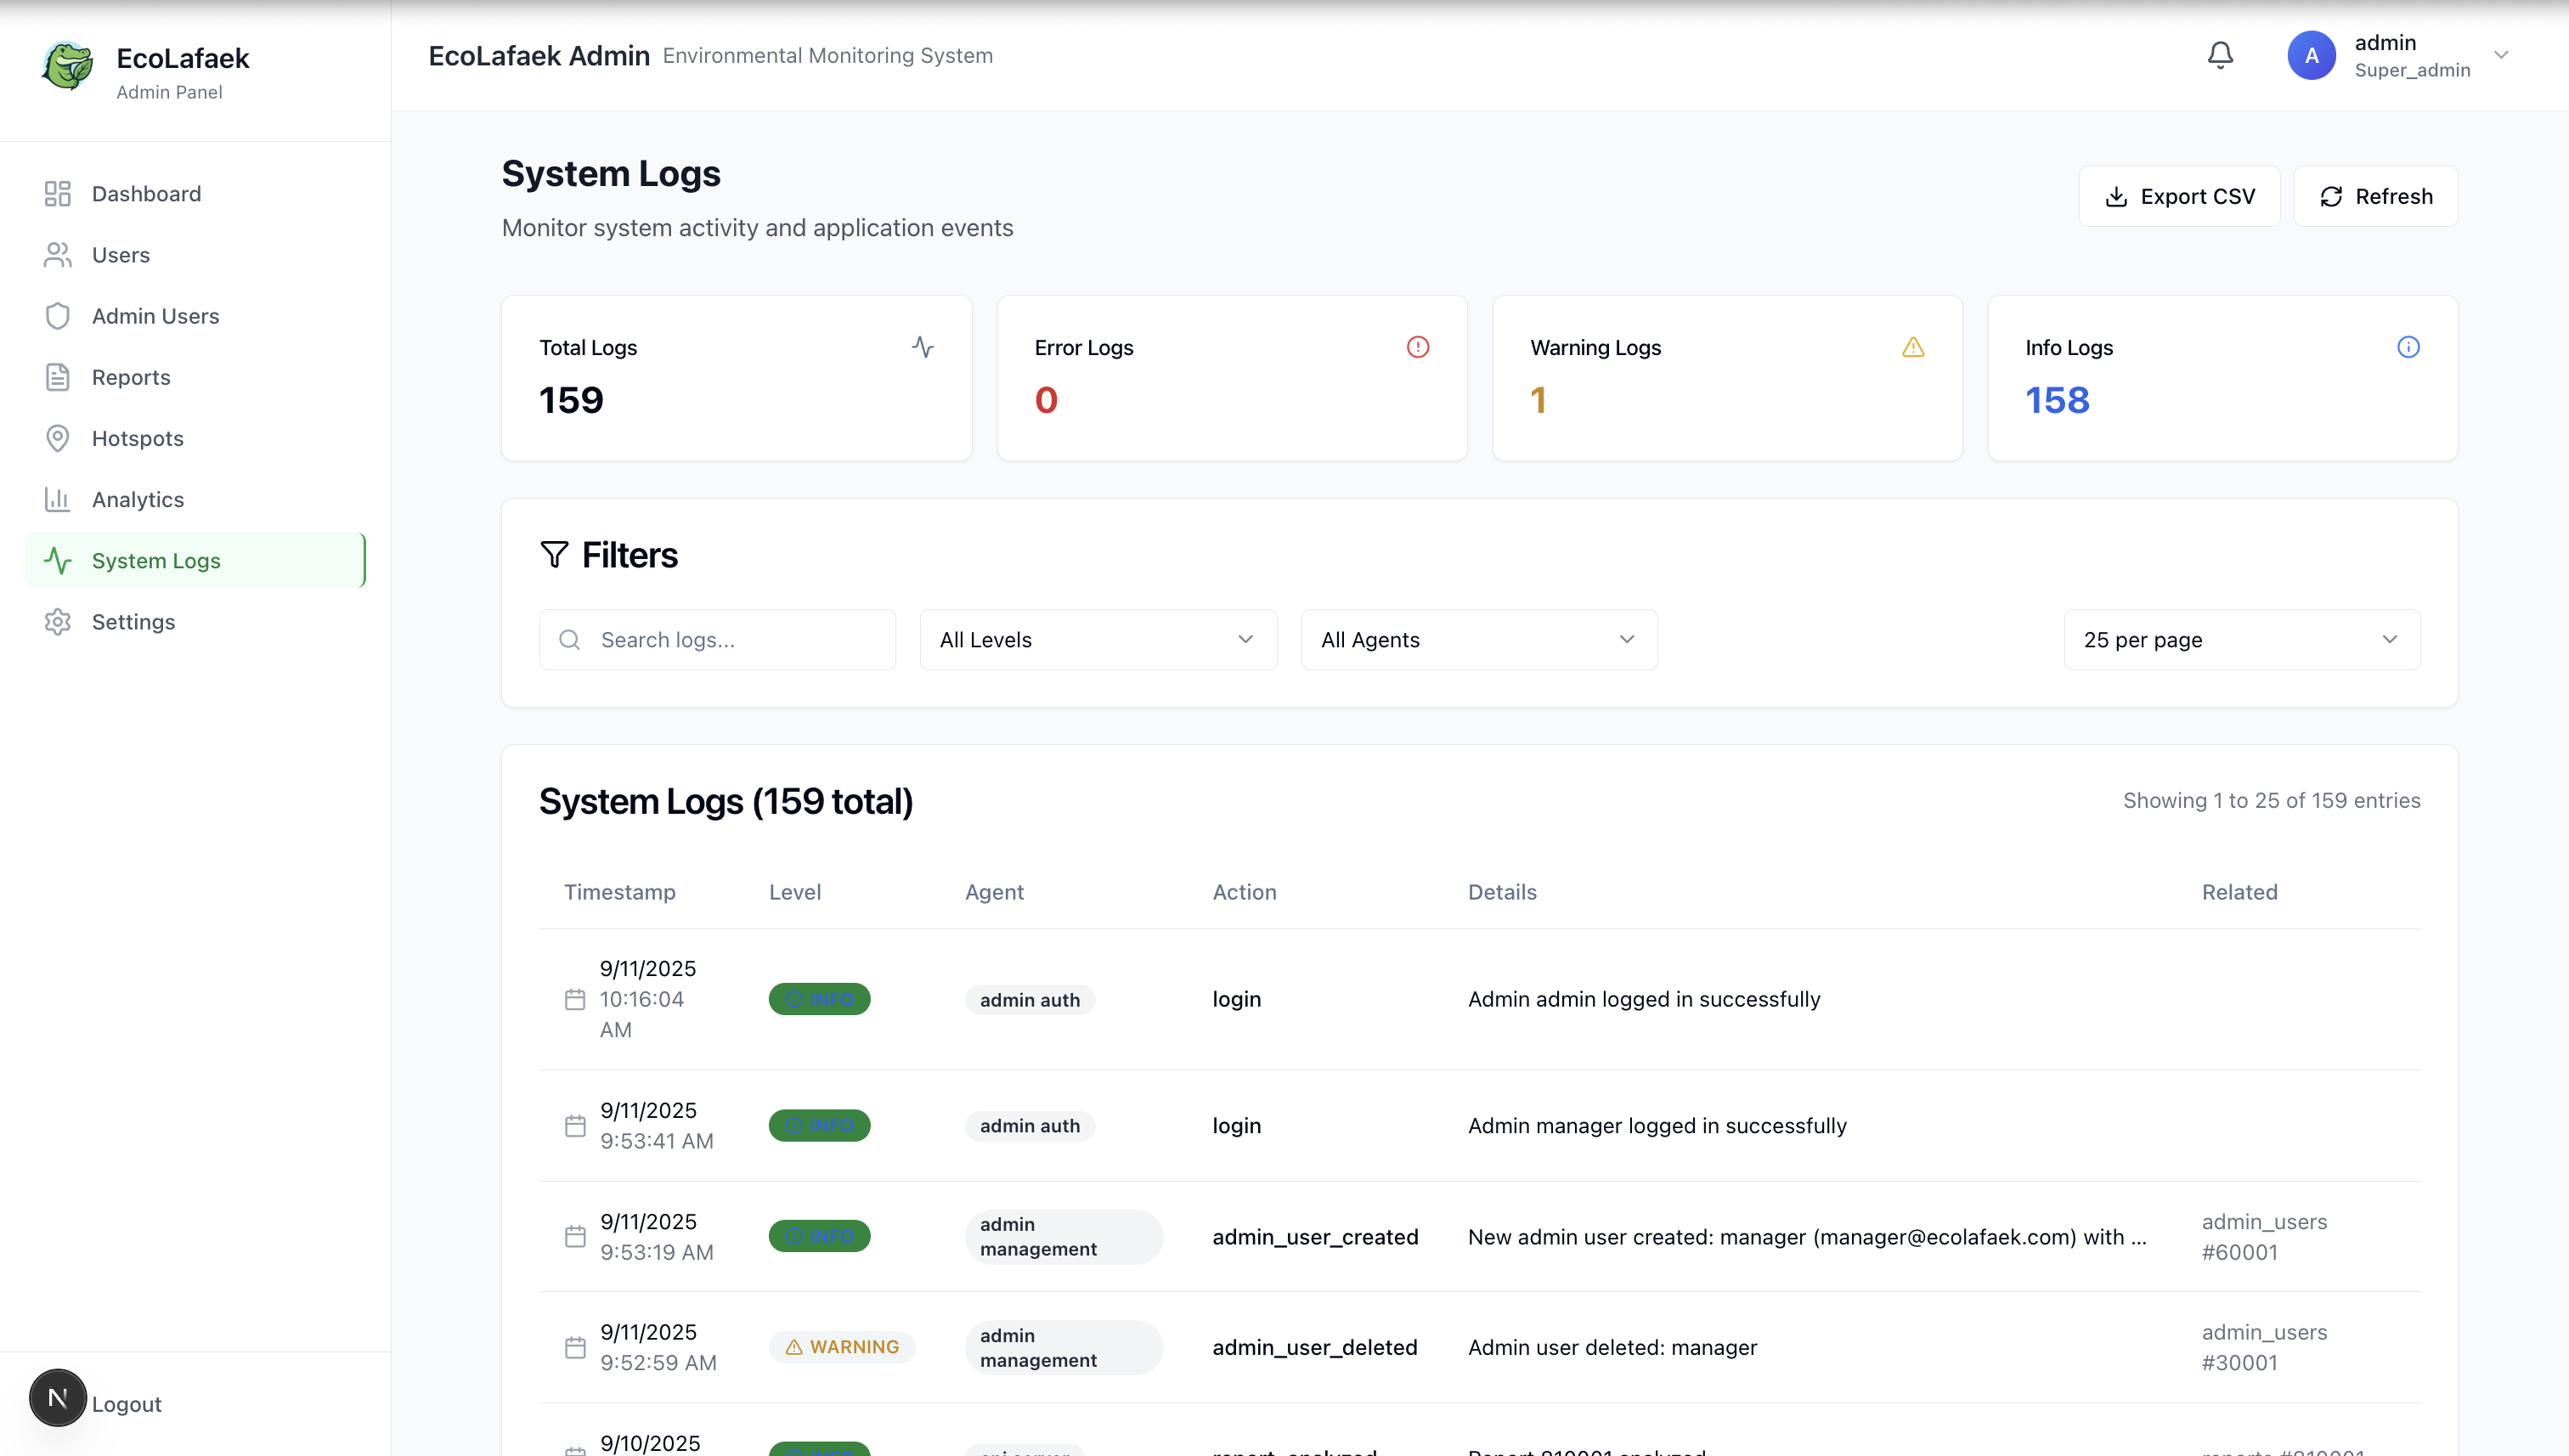 EcoLafaek
Admin Panel
EcoLafaek Admin Environmental Monitoring System
A
admin
Super_admin
Dashboard
Users
Admin Users
Reports
Hotspots
Analytics
System Logs
Settings
N
Logout
System Logs
Monitor system activity and application events
Export CSV
Refresh
Total Logs
159
Error Logs
0
Warning Logs
1
Info Logs
158
Filters
Search logs...
All Levels
All Agents
25 per page
System Logs (159 total)
Showing 1 to 25 of 159 entries
Timestamp Level Agent Action Details Related
9/11/2025
10:16:04
AM
INFO
admin auth
login
Admin admin logged in successfully
9/11/2025
9:53:41 AM
INFO
admin auth
login
Admin manager logged in successfully
9/11/2025
9:53:19 AM
INFO
admin
management
admin_user_created
New admin user created: manager (manager@ecolafaek.com) with ...
admin_users
#60001
9/11/2025
9:52:59 AM
WARNING
admin
management
admin_user_deleted
Admin user deleted: manager
admin_users
#30001
9/10/2025